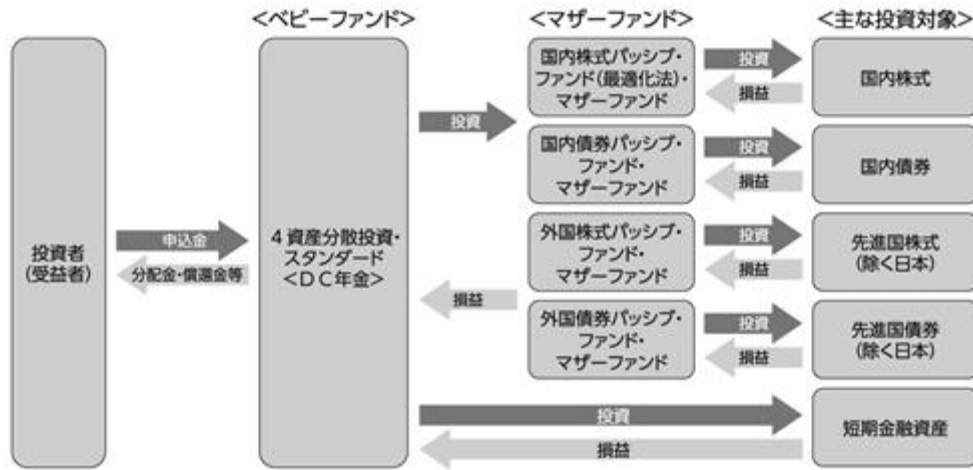 <ベビーファンド>
<マザーファンド>
<主な投資対象>
投資者
(受益者)
申込金
分配金・償還金等
4資産分散投資・
スタンダード
<DC年金>
投資
損益
国内株式パッシブ・
ファンド(最適化法)・
マザーファンド
投資
損益
国内株式
国内債券パッシブ・
ファンド・
マザーファンド
投資
損益
国内債券
外国株式パッシブ・
ファンド・
マザーファンド
投資
損益
先進国株式
(除く日本)
外国債券パッシブ・
ファンド・
マザーファンド
投資
損益
先進国債券
(除く日本)
投資
損益
短期金融資産